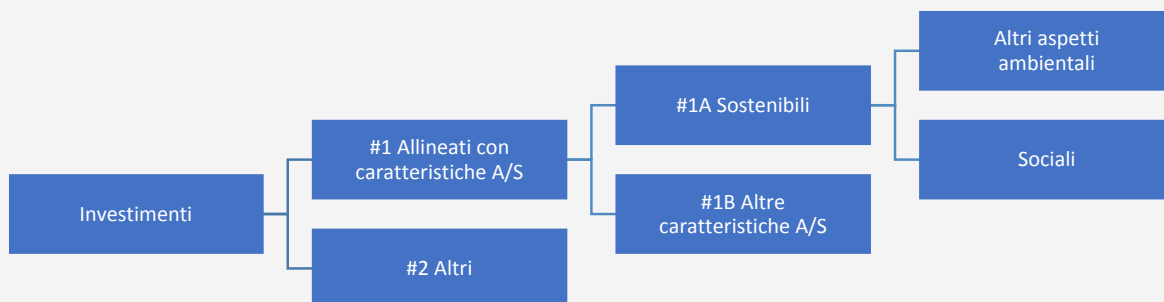 Investimenti
#1 Allineati con
caratteristiche A/S
#2 Altri
#1A Sostenibili
#1B Altre
caratteristiche A/S
Altri aspetti
ambientali
Sociali